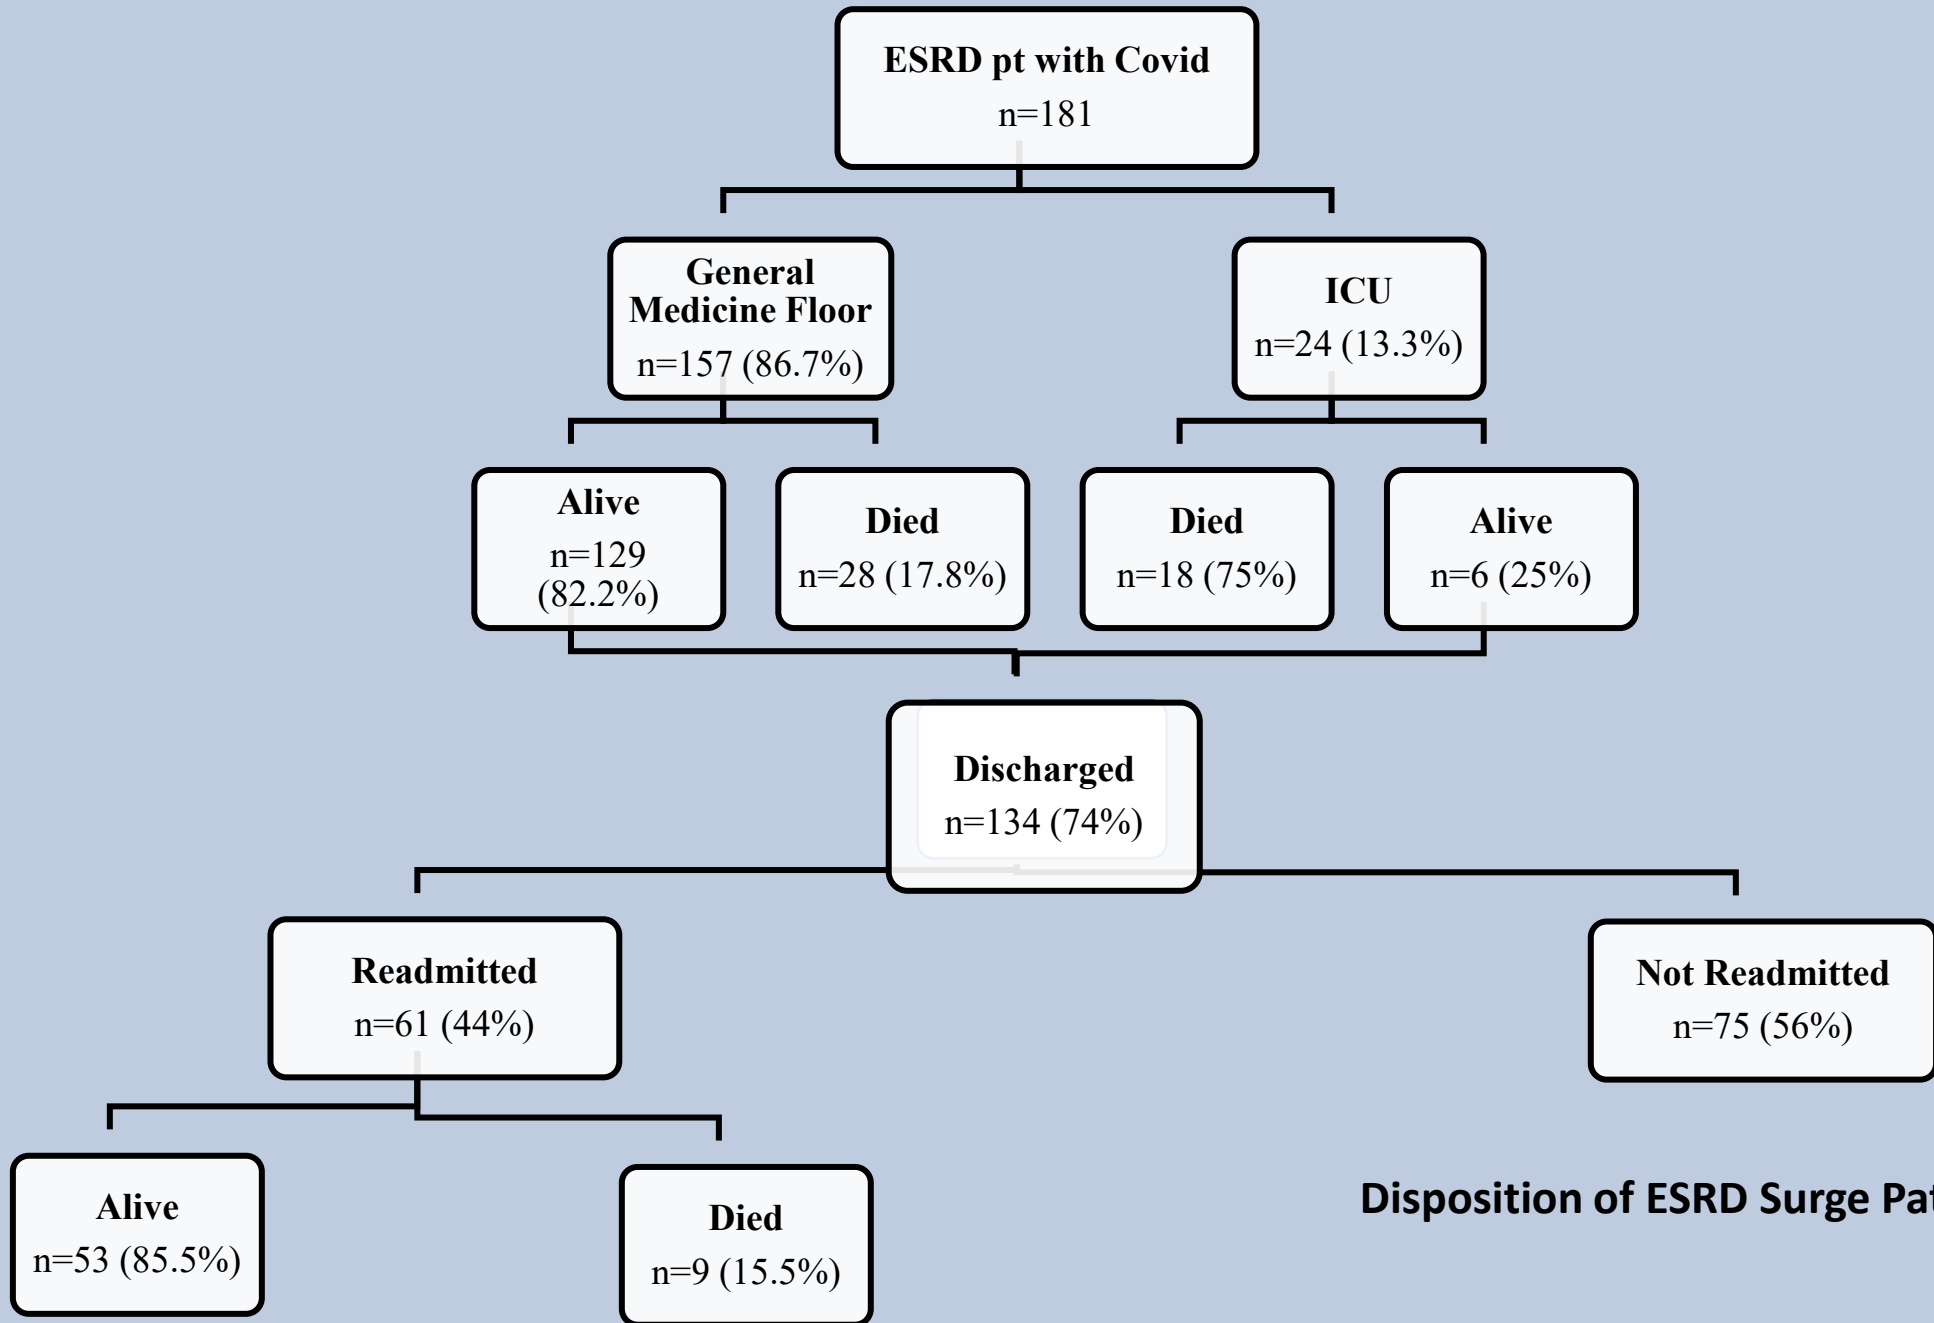 ESRD pt with Covid
n=181
General
Medicine Floor
n=157 (86.7%)
ICU
n=24 (13.3%)
Alive
n=129
(82.2%)
Died
n=28 (17.8%)
Died
n=18 (75%)
Alive
n=6 (25%)
Discharged
n=134 (74%)
Readmitted
n=61 (44%)
Not Readmitted
n=75 (56%)
Alive
n=53 (85.5%)
Died
n=9 (15.5%)
Disposition of ESRD Surge